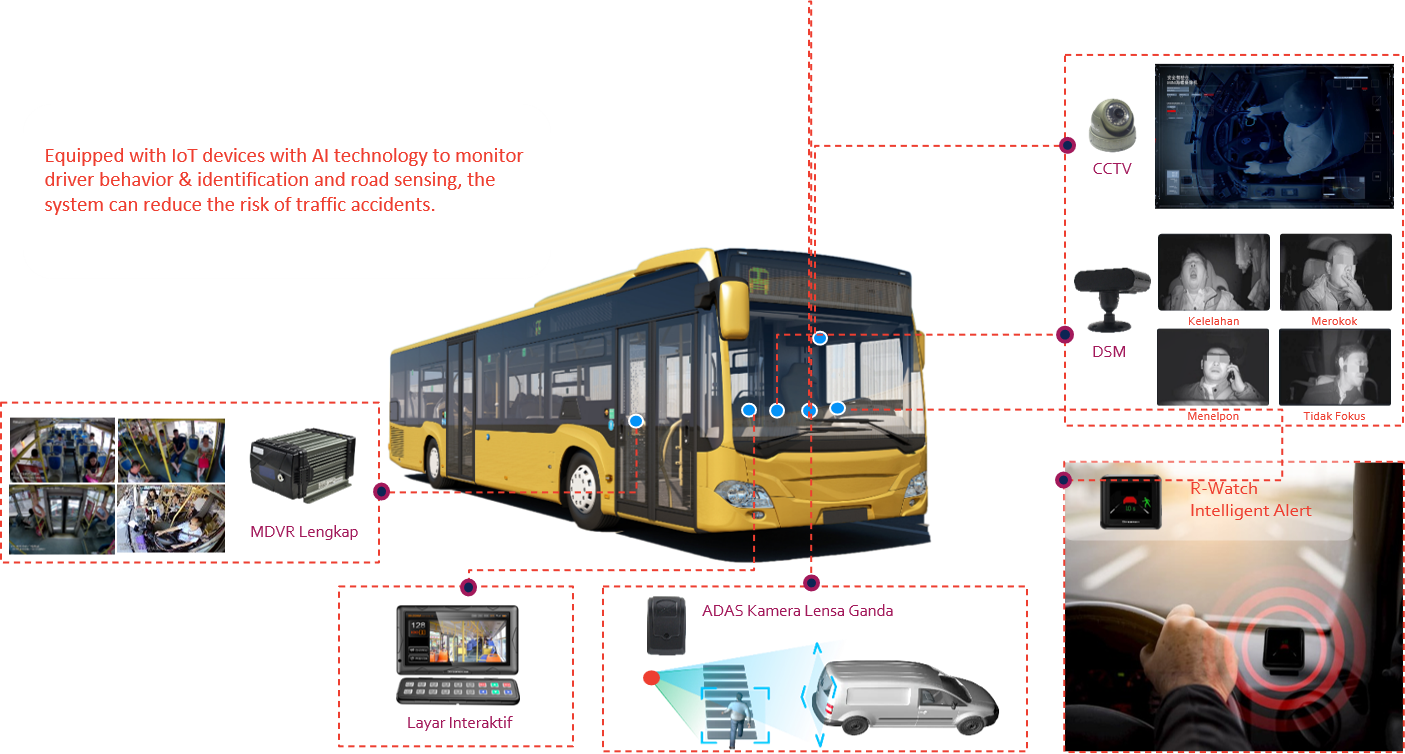 Equipped with IoT devices with AI technology to monitor
driver behavior & identification and road sensing, the
system can reduce the risk of traffic accidents.
CCTV
DSM
Kelelahan
Merokok
Menelpon
Tidak Fokus
MDVR Lengkap
R-Watch
Intelligent Alert
Layar Interaktif
128
ADAS Kamera Lensa Ganda